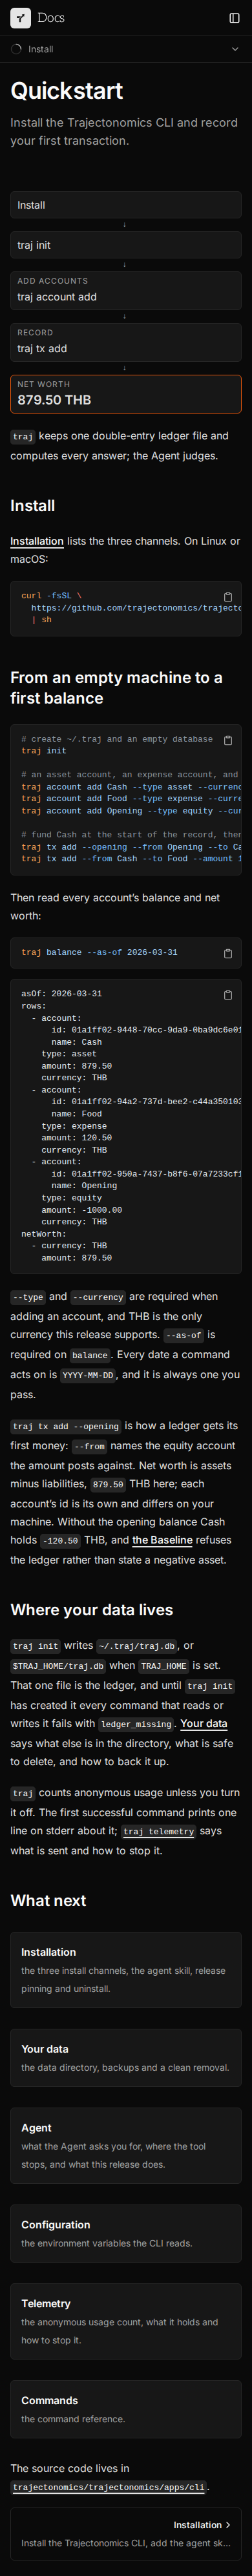 Docs
Install
Quickstart
Install the Trajectonomics CLI and record
your first transaction.
Install
↓
traj init
↓
ADD ACCOUNTS
traj account add
↓
RECORD
traj tx add
↓
NET WORTH
879.50 THB
traj keeps one double-entry ledger file and
computes every answer; the Agent judges.
Install
Installation lists the three channels. On Linux or
macOS:
curl -fsSL \
https://github.com/trajectonomics/trajecto
| sh
From an empty machine to a
first balance
# create ~/.traj and an empty database
traj init
# an asset account, an expense account, and
traj account add Cash --type asset --currenc
traj account add Food --type expense --curre
traj account add Opening --type equity --cur
# fund Cash at the start of the record, then
traj tx add --opening --from Opening --to Ca
traj tx add --from Cash --to Food --amount 1
Then read every account's balance and net
worth:
traj balance --as-of 2026-03-31
asOf: 2026-03-31
rows:
- account:
id: 01a1ff02-9448-70cc-9da9-0ba9dc6e01
name: Cash
type: asset
amount: 879.50
currency: THB
- account:
id: 01a1ff02-94a2-737d-bee2-c44a350103
name: Food
type: expense
amount: 120.50
currency: THB
- account:
id: 01a1ff02-950a-7437-b8f6-07a7233cf1
name: Opening
type: equity
amount: -1000.00
currency: THB
netWorth:
- currency: THB
amount: 879.50
--type and --currency are required when
adding an account, and THB is the only
currency this release supports. --as-of is
required on balance. Every date a command
acts on is YYYY-MM-DD, and it is always one you
pass.
traj tx add --opening is how a ledger gets its
first money: --from names the equity account
the amount posts against. Net worth is assets
minus liabilities, 879.50 THB here; each
account's id is its own and differs on your
machine. Without the opening balance Cash
holds -120.50 THB, and the Baseline refuses
the ledger rather than state a negative asset.
Where your data lives
traj init writes ~/.traj/traj.db, or
$TRAJ_HOME/traj.db when TRAJ_HOME is set.
That one file is the ledger, and until traj init
has created it every command that reads or
writes it fails with ledger_missing. Your data
says what else is in the directory, what is safe
to delete, and how to back it up.
traj counts anonymous usage unless you turn
it off. The first successful command prints one
line on stderr about it; traj telemetry says
what is sent and how to stop it.
What next
Installation
the three install channels, the agent skill, release
pinning and uninstall.
Your data
the data directory, backups and a clean removal.
Agent
what the Agent asks you for, where the tool
stops, and what this release does.
Configuration
the environment variables the CLI reads.
Telemetry
the anonymous usage count, what it holds and
how to stop it.
Commands
the command reference.
The source code lives in
trajectonomics/trajectonomics/apps/cli.
Installation
Install the Trajectonomics CLI, add the agent sk...